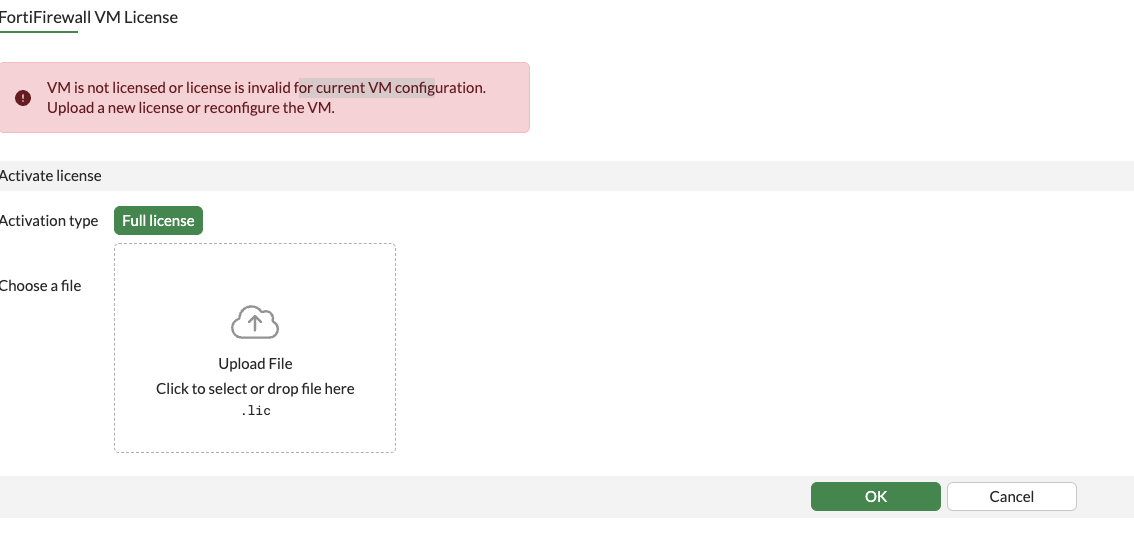 FortiFirewall VM License
VM is not licensed or license is invalid for current VM configuration.
Upload a new license or reconfigure the VM.
Activate license
Activation type
Full license
Choose a file
Upload File
Click to select or drop file here
.lic
OK
Cancel